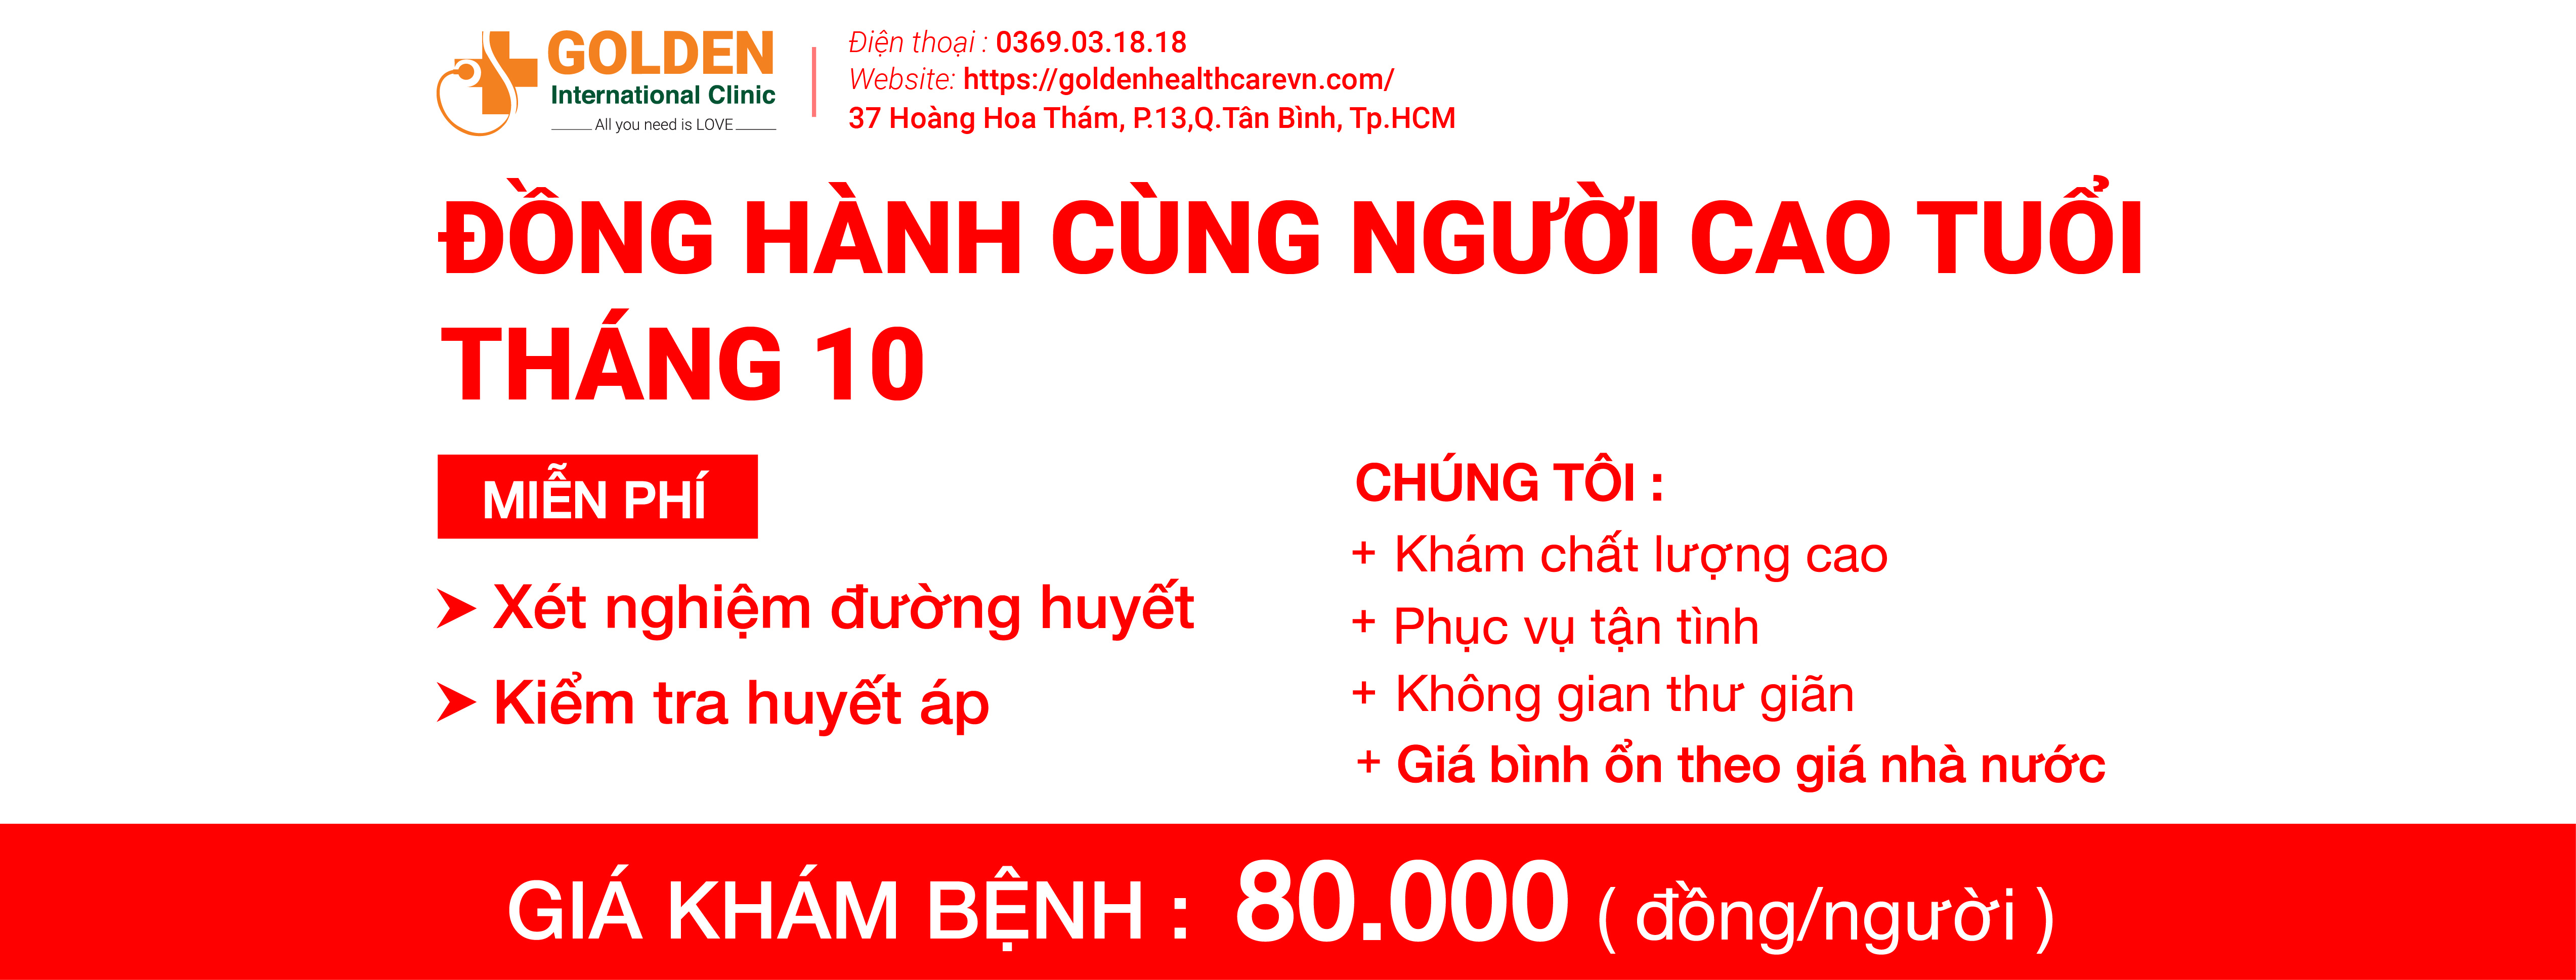 GOLDEN
International Clinic
All you need is LOVE
Điện thoại : 0369.03.18.18
Website: https://goldenhealthcarevn.com/
37 Hoàng Hoa Thám, P.13,Q.Tân Bình, Tp.HCM
ĐỒNG HÀNH CÙNG NGƯỜI CAO TUỔI
THÁNG 10
MIỄN PHÍ
➤ Xét nghiệm đường huyết
➤ Kiểm tra huyết áp
CHÚNG TÔI :
+ Khám chất lượng cao
+ Phục vụ tận tình
+ Không gian thư giãn
+ Giá bình ổn theo giá nhà nước
GIÁ KHÁM BỆNH : 80.000 ( đồng/người )